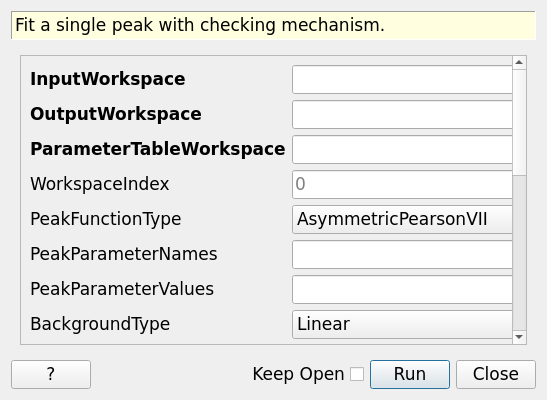 Fit a single peak with checking mechanism.
InputWorkspace
OutputWorkspace
ParameterTableWorkspace
WorkspaceIndex 0
PeakFunctionType AsymmetricPearsonVII
PeakParameterNames
PeakParameterValues
BackgroundType Linear
? Keep Open Run Close